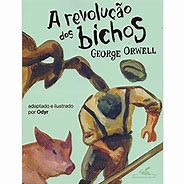 A revolução
dos bichos
GEORGE ORWELL
adaptado e ilustrado
por Odyr